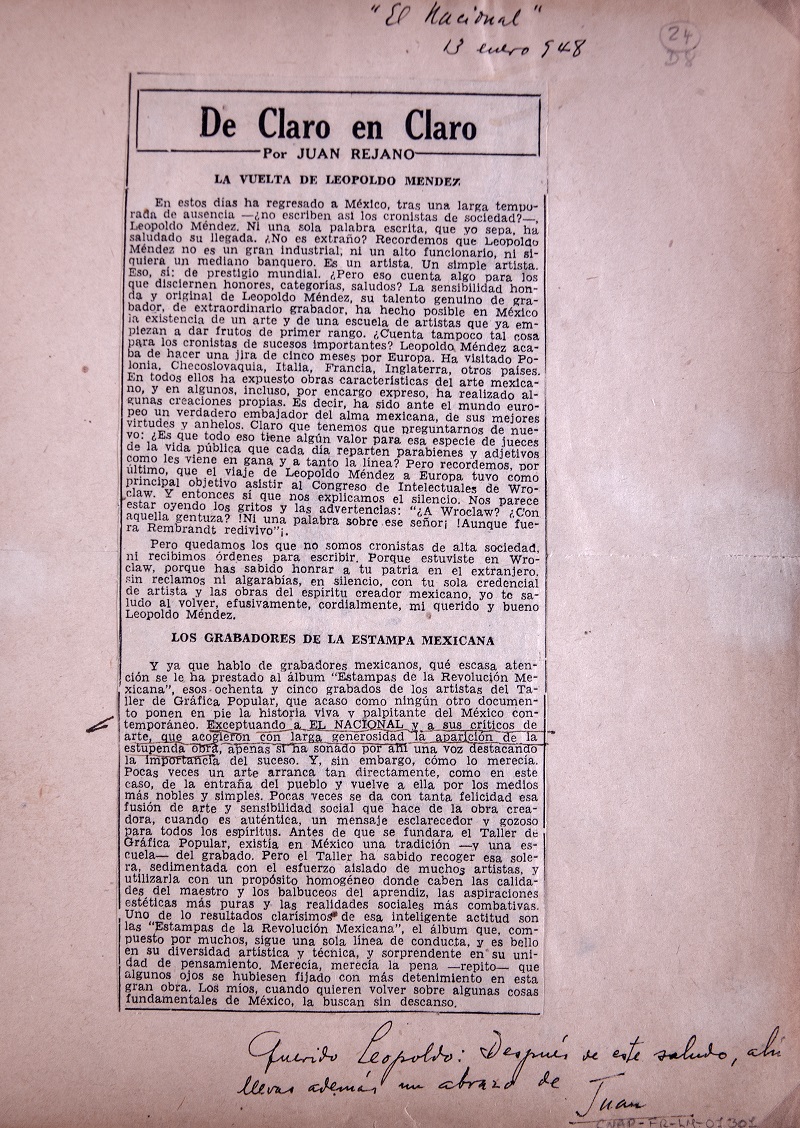 "El Nacional"
13 enero 948
24
D8
De Claro en Claro
Por JUAN REJANO
LA VUELTA DE LEOPOLDO MENDEZ
En estos días ha regresado a México, tras una larga tempo-
rada de ausencia —¿no escriben así los cronistas de sociedad?—,
Leopoldo Méndez. Ni una sola palabra escrita, que yo sepa, ha
saludado su llegada. ¿No es extraño? Recordemos que Leopoldo
Méndez no es un gran industrial, ni un alto funcionario, ni si-
quiera un mediano banquero. Es un artista. Un simple artista.
Eso, sí: de prestigio mundial. ¿Pero eso cuenta algo para los
que disciernen honores, categorías, saludos? La sensibilidad hon-
da y original de Leopoldo Méndez, su talento genuino de gra-
bador, de extraordinario grabador, ha hecho posible en México
la existencia de un arte y de una escuela de artistas que ya em-
piezan a dar frutos de primer rango. ¿Cuenta tampoco tal cosa
para los cronistas de sucesos importantes? Leopoldo Méndez aca-
ba de hacer una jira de cinco meses por Europa. Ha visitado Po-
lonia, Checoslovaquia, Italia, Francia, Inglaterra, otros países.
En todos ellos ha expuesto obras características del arte mexica-
no, y en algunos, incluso, por encargo expreso, ha realizado al-
gunas creaciones propias. Es decir, ha sido ante el mundo euro-
peo un verdadero embajador del alma mexicana, de sus mejores
virtudes y anhelos. Claro que tenemos que preguntarnos de nue-
vo: ¿Es que todo eso tiene algún valor para esa especie de jueces
de la vida pública que cada día reparten parabienes y adjetivos
como les viene en gana y a tanto la línea? Pero recordemos, por
último, que el viaje de Leopoldo Méndez a Europa tuvo como
principal objetivo asistir al Congreso de Intelectuales de Wro-
claw. Y entonces sí que nos explicamos el silencio. Nos parece
estar oyendo los gritos y las advertencias: "¿A Wroclaw? ¿Con
aquella gentuza? !Ni una palabra sobre ese señor¡ !Aunque fue-
ra Rembrandt redivivo"¡.
Pero quedamos los que no somos cronistas de alta sociedad,
ni recibimos órdenes para escribir. Porque estuviste en Wro-
claw, porque has sabido honrar a tu patria en el extranjero,
sin reclamos ni algarabías, en silencio, con tu sola credencial
de artista y las obras del espíritu creador mexicano, yo te sa-
ludo al volver, efusivamente, cordialmente, mi querido y bueno
Leopoldo Méndez.
LOS GRABADORES DE LA ESTAMPA MEXICANA
Y ya que hablo de grabadores mexicanos, qué escasa aten-
ción se le ha prestado al álbum "Estampas de la Revolución Me-
xicana", esos ochenta y cinco grabados de los artistas del Ta-
ller de Gráfica Popular, que acaso como ningún otro documen-
to ponen en pie la historia viva y palpitante del México con-
temporáneo. Exceptuando a EL NACIONAL y a sus críticos de
arte, que acogieron con larga generosidad la aparición de la
estupenda obra, apenas si ha sonado por ahí una voz destacando
la importancia del suceso. Y, sin embargo, cómo lo merecía.
Pocas veces un arte arranca tan directamente, como en este
caso, de la entraña del pueblo y vuelve a ella por los medios
más nobles y simples. Pocas veces se da con tanta felicidad esa
fusión de arte y sensibilidad social que hace de la obra crea-
dora, cuando es auténtica, un mensaje esclarecedor y gozoso
para todos los espíritus. Antes de que se fundara el Taller de
Gráfica Popular, existía en México una tradición —y una es-
cuela— del grabado. Pero el Taller ha sabido recoger esa sole-
ra, sedimentada con el esfuerzo aislado de muchos artistas, y
utilizarla con un propósito homogéneo donde caben las calida-
des del maestro y los balbuceos del aprendiz, las aspiraciones
estéticas más puras y las realidades sociales más combativas.
Uno de lo resultados clarísimos de esa inteligente actitud son
las "Estampas de la Revolución Mexicana", el álbum que, com-
puesto por muchos, sigue una sola línea de conducta, y es bello
en su diversidad artística y técnica, y sorprendente en su uni-
dad de pensamiento. Merecía, merecía la pena —repito— que
algunos ojos se hubiesen fijado con más detenimiento en esta
gran obra. Los míos, cuando quieren volver sobre algunas cosas
fundamentales de México, la buscan sin descanso.
Querido Leopoldo: Después de este saludo, ahí
llevas además un abrazo de
Juan
CNAP-FR-LM-01301